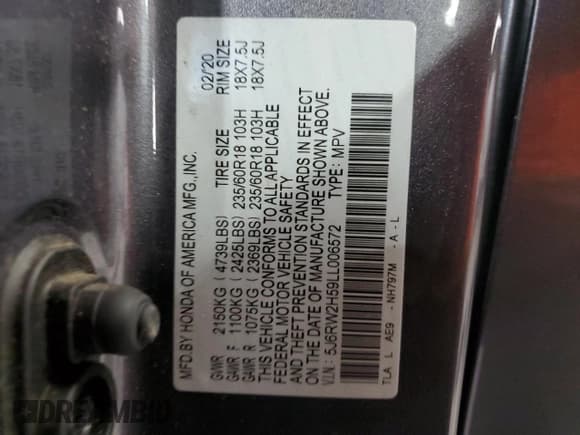 MFD.BY HONDA OF AMERICA MFG.,INC. 02/20
TIRE SIZE RIM SIZE
GVWR 2150KG (4739LBS)
GAWR F 1100KG (2426LBS) 235/60R18 103H 18X7.5J
GAWR R 1075KG (2369LBS) 235/60R18 103H 18X7.5J
THIS VEHICLE CONFORMS TO ALL APPLICABLE
FEDERAL MOTOR VEHICLE SAFETY
AND THEFT PREVENTION STANDARDS IN EFFECT
ON THE DATE OF MANUFACTURE SHOWN ABOVE.
V.I.N.: 5J6RW2H59LL006572 TYPE: MPV
TLA L AE9 - NH797M - A - L
DREAMBID